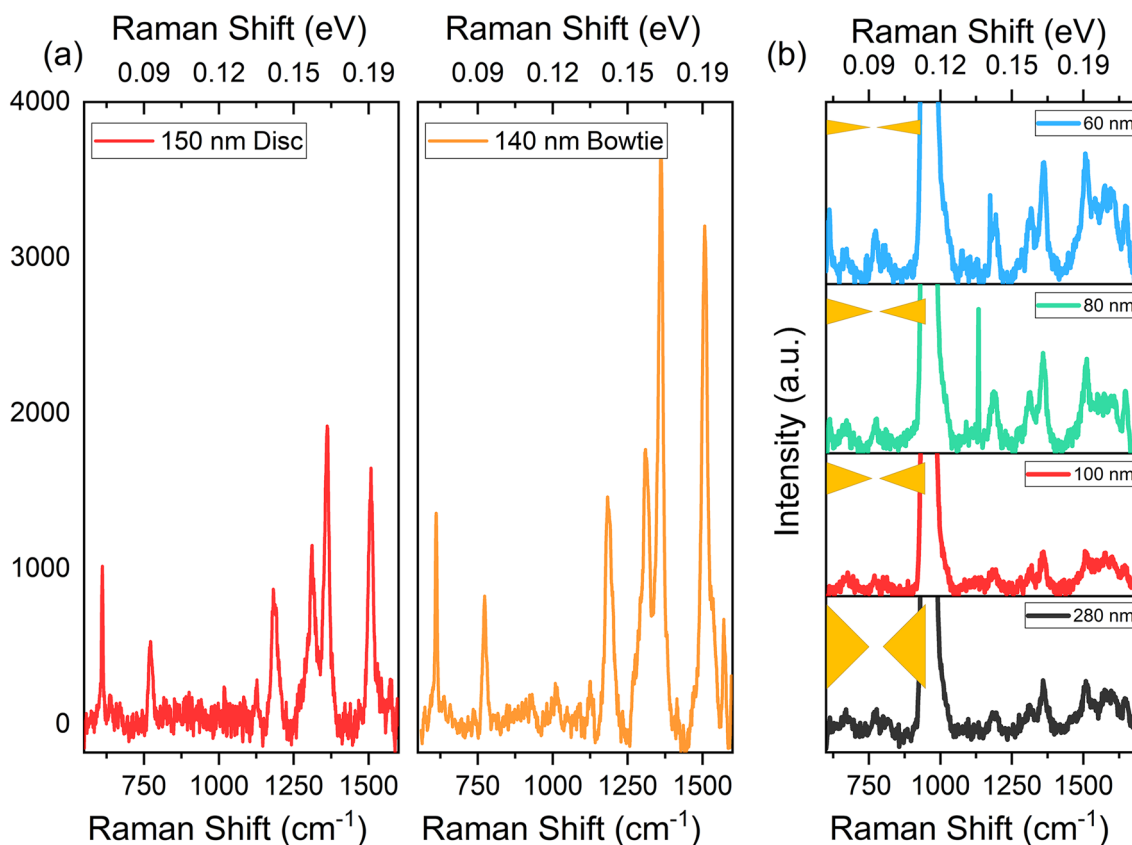 (a)
Raman Shift (eV)
0.09 0.12 0.15 0.19
Raman Shift (eV)
0.09 0.12 0.15 0.19
4000
3000
2000
1000
0
150 nm Disc
140 nm Bowtie
750 1000 1250 1500
Raman Shift (cm⁻¹)
750 1000 1250 1500
Raman Shift (cm⁻¹)
(b)
Raman Shift (eV)
0.09 0.12 0.15 0.19
Intensity (a.u.)
60 nm
80 nm
100 nm
280 nm
750 1000 1250 1500
Raman Shift (cm⁻¹)